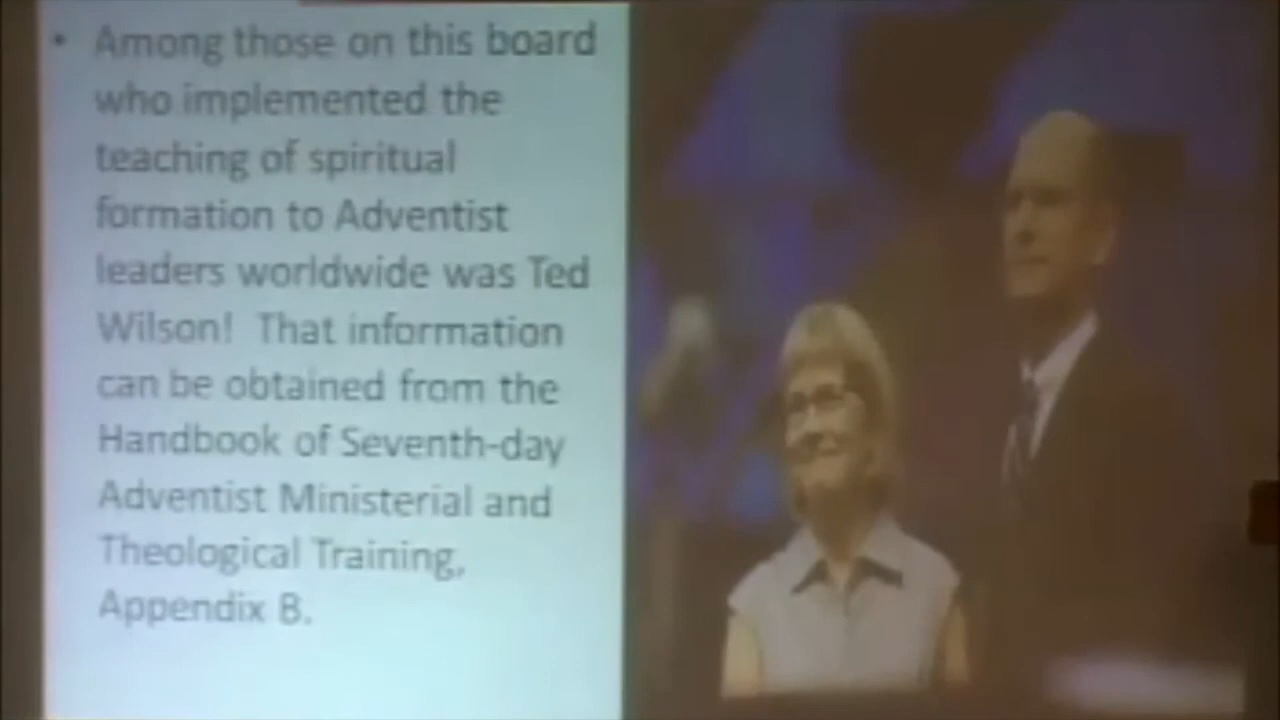 • Among those on this board
who implemented the
teaching of spiritual
formation to Adventist
leaders worldwide was Ted
Wilson! That information
can be obtained from the
Handbook of Seventh-day
Adventist Ministerial and
Theological Training,
Appendix B.